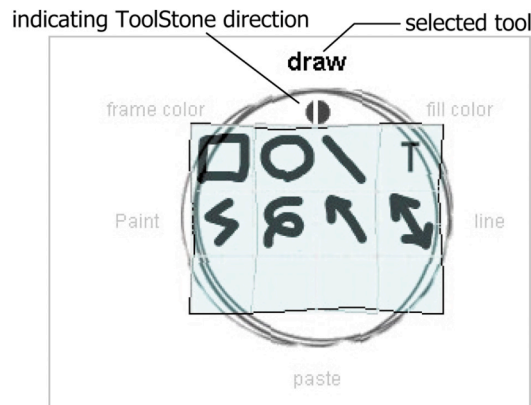 indicating ToolStone direction
selected tool
draw
frame color
fill color
T
Paint
line
paste